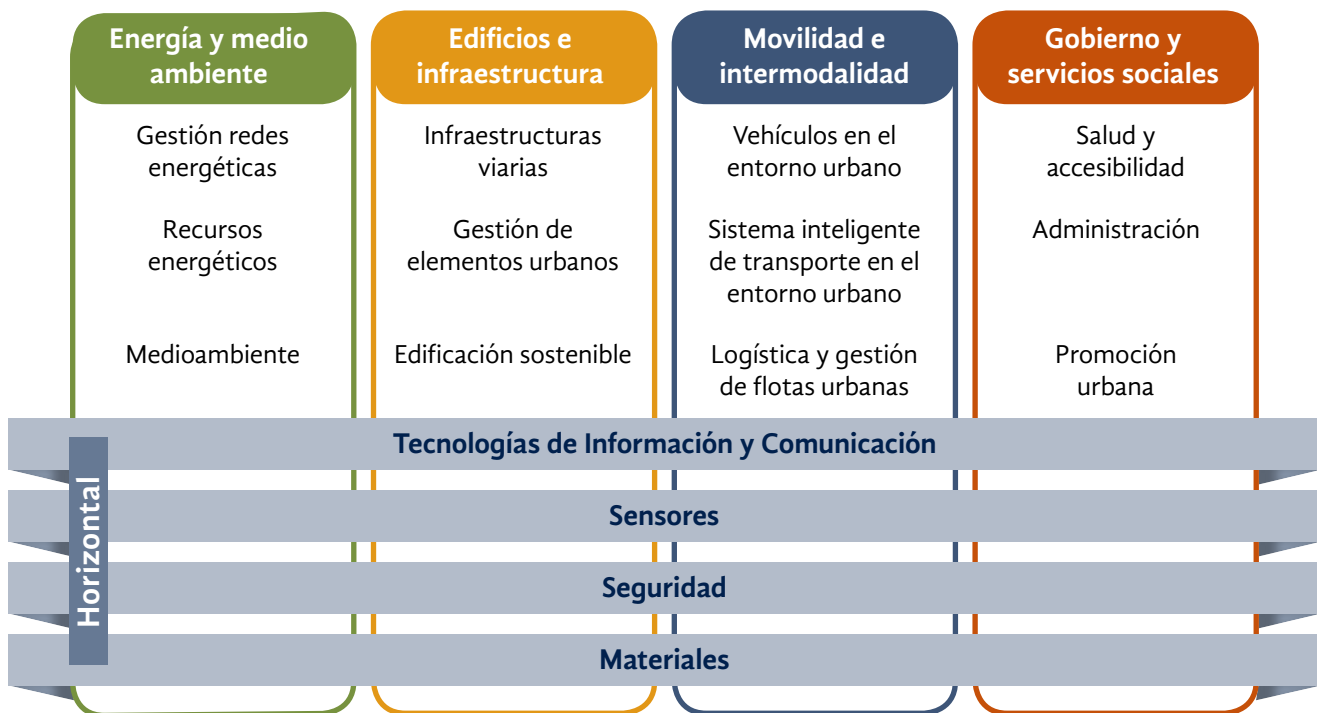 Energía y medio
ambiente
Gestión redes
energéticas
Recursos
energéticos
Medioambiente
Edificios e
infraestructura
Infraestructuras
viarias
Gestión de
elementos urbanos
Edificación sostenible
Movilidad e
intermodalidad
Vehículos en el
entorno urbano
Sistema inteligente
de transporte en el
entorno urbano
Logística y gestión
de flotas urbanas
Gobierno y
servicios sociales
Salud y
accesibilidad
Administración
Promoción
urbana
Horizontal
Tecnologías de Información y Comunicación
Sensores
Seguridad
Materiales